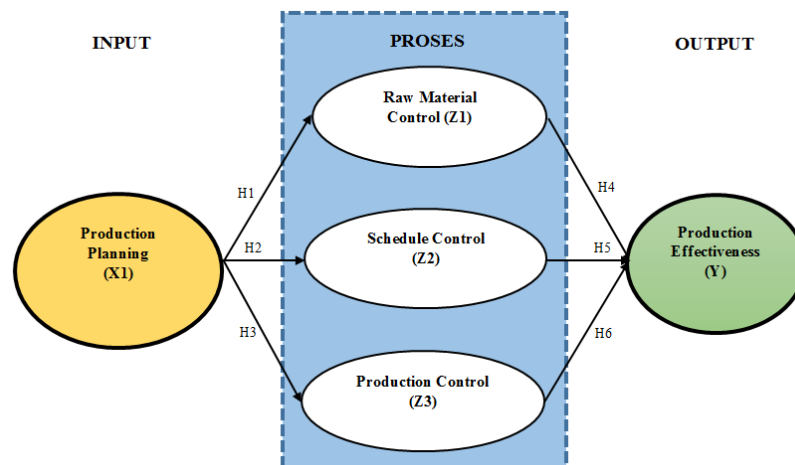 INPUT
PROSES
OUTPUT
Raw Material
Control (Z1)
H1
H4
Production
Planning
(X1)
H2
Schedule Control
(Z2)
H5
Production
Effectiveness
(Y)
H3
H6
Production Control
(Z3)